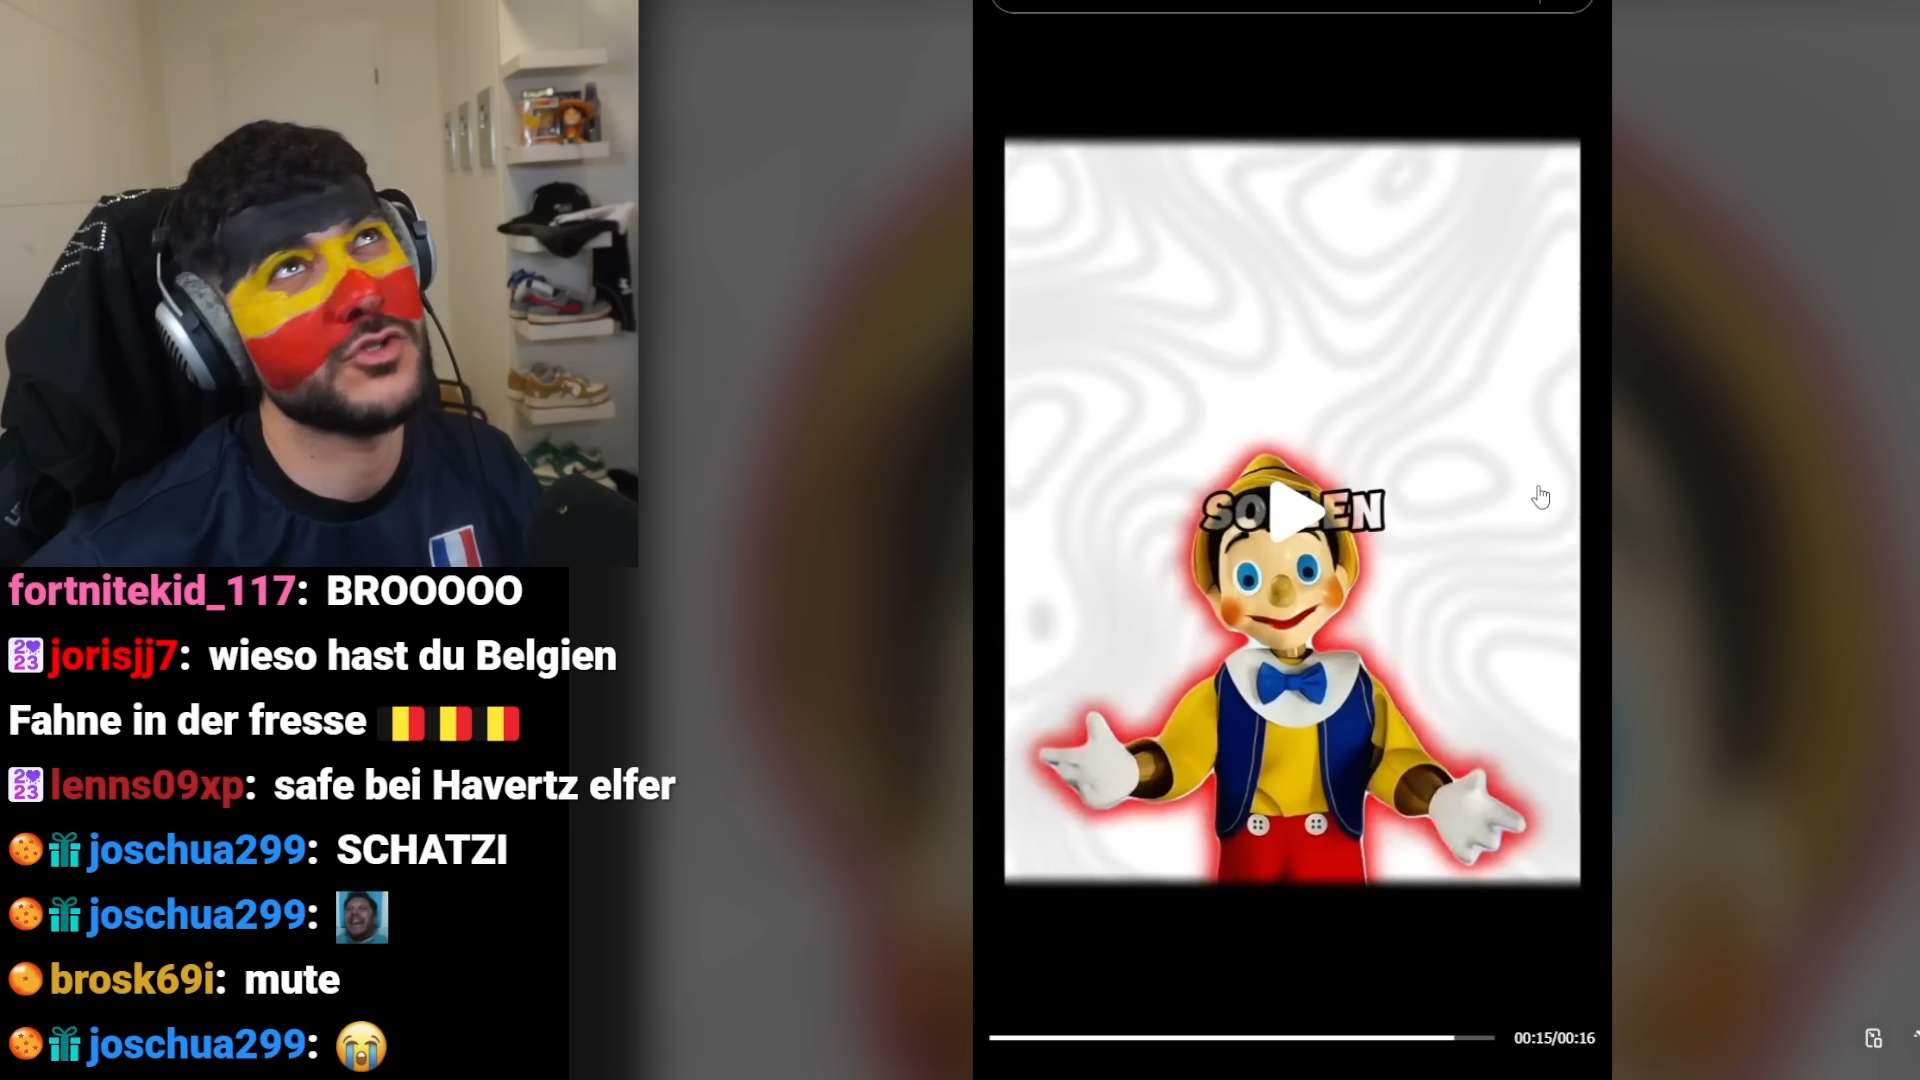 SOLLEN
fortnitekid_117: BROOOOO
jorisjj7: wieso hast du Belgien
Fahne in der fresse
lenns09xp: safe bei Havertz elfer
joschua299: SCHATZI
joschua299:
brosk69i: mute
joschua299:
00:15/00:16